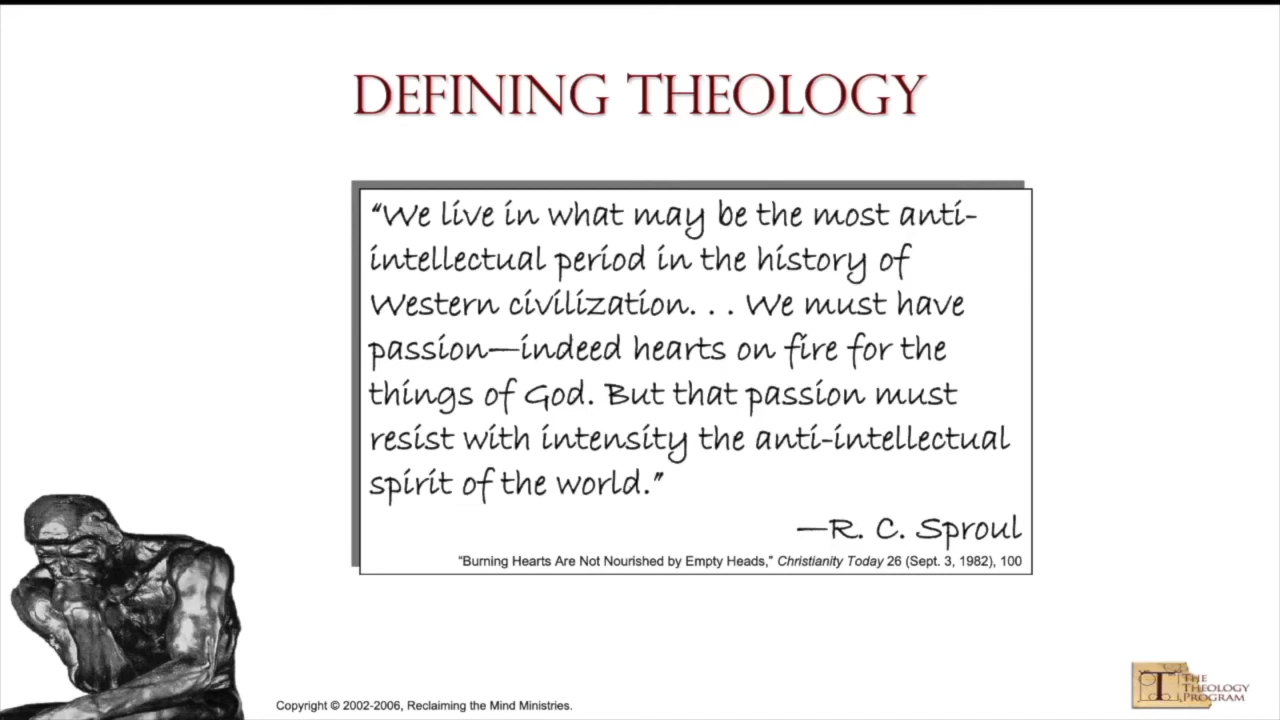 DEFINING THEOLOGY
“We live in what may be the most anti-
intellectual period in the history of
Western civilization. . . We must have
passion—indeed hearts on fire for the
things of God. But that passion must
resist with intensity the anti-intellectual
spirit of the world.”
—R. C. Sproul
“Burning Hearts Are Not Nourished by Empty Heads,” Christianity Today 26 (Sept. 3, 1982), 100
Copyright © 2002-2006, Reclaiming the Mind Ministries.
T THE
THEOLOGY
PROGRAM